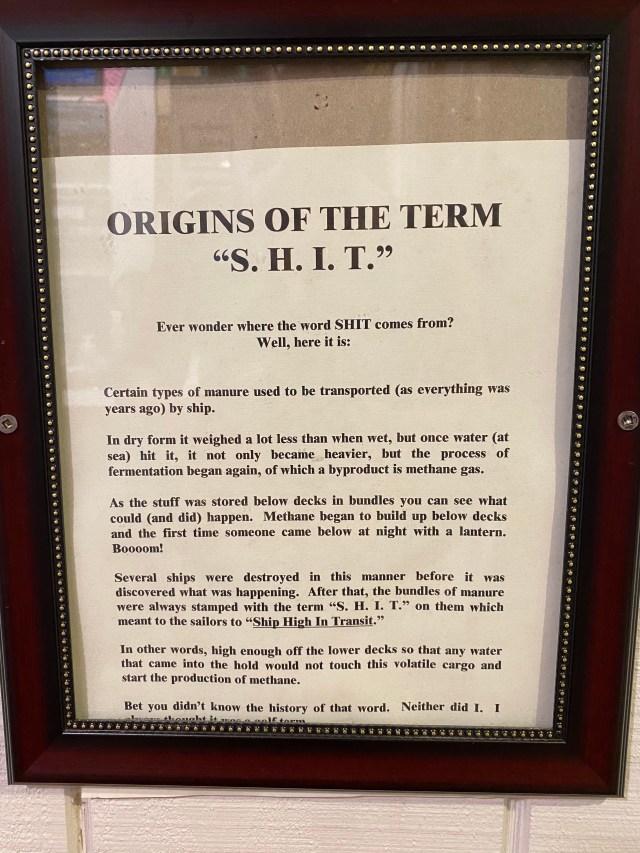 ORIGINS OF THE TERM
“S. H. I. T.”
Ever wonder where the word SHIT comes from?
Well, here it is:
Certain types of manure used to be transported (as everything was
years ago) by ship.
In dry form it weighed a lot less than when wet, but once water (at
sea) hit it, it not only became heavier, but the process of
fermentation began again, of which a byproduct is methane gas.
As the stuff was stored below decks in bundles you can see what
could (and did) happen. Methane began to build up below decks
and the first time someone came below at night with a lantern.
Boooom!
Several ships were destroyed in this manner before it was
discovered what was happening. After that, the bundles of manure
were always stamped with the term “S. H. I. T.” on them which
meant to the sailors to “Ship High In Transit.”
In other words, high enough off the lower decks so that any water
that came into the hold would not touch this volatile cargo and
start the production of methane.
Bet you didn’t know the history of that word. Neither did I. I
always thought it was a golf term